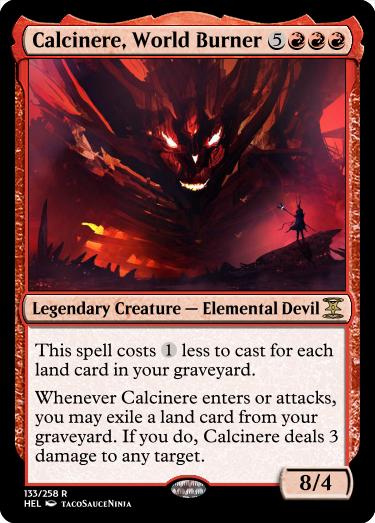 Calcinere, World Burner 5
Legendary Creature — Elemental Devil
This spell costs 1 less to cast for each
land card in your graveyard.
Whenever Calcinere enters or attacks,
you may exile a land card from your
graveyard. If you do, Calcinere deals 3
damage to any target.
8/4
133/258 R
HEL TacoSauceNinja